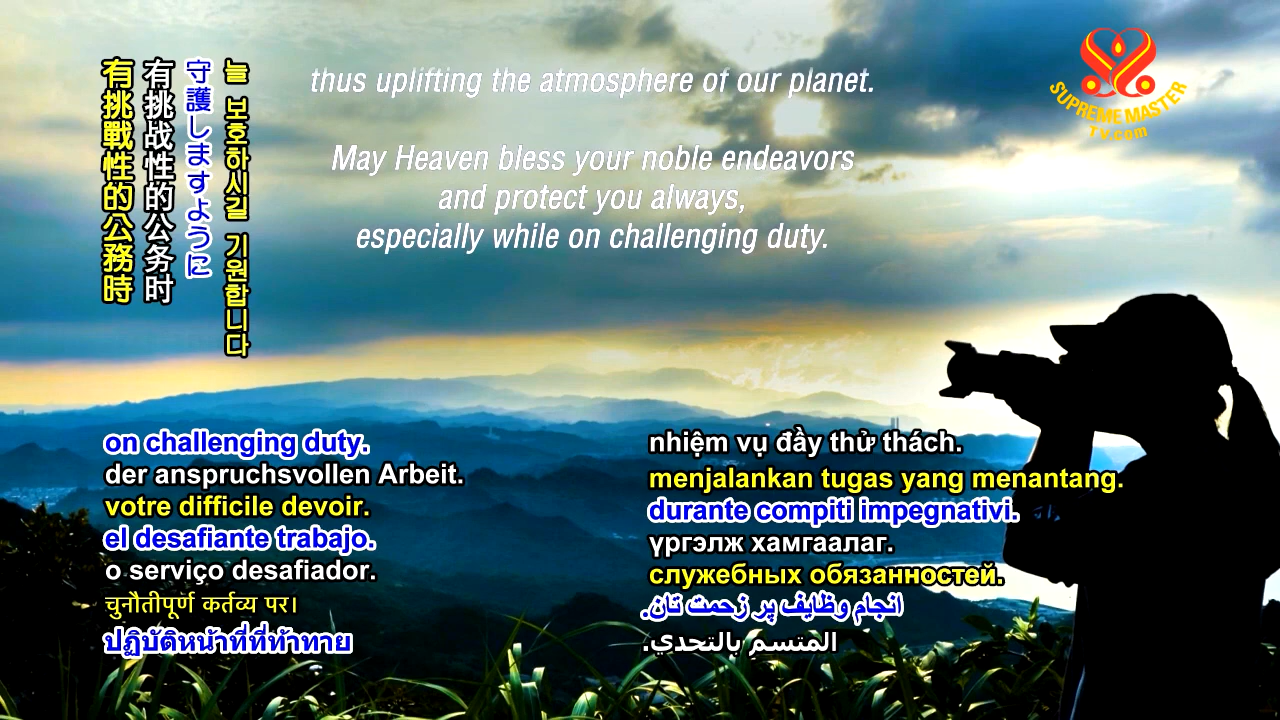 thus uplifting the atmosphere of our planet.
May Heaven bless your noble endeavors
and protect you always,
especially while on challenging duty.
SUPREME MASTER
TV.com
有挑戰性的公務時
有挑战性的公务时
守護しますように
늘 보호하시길 기원합니다
on challenging duty.
der anspruchsvollen Arbeit.
votre difficile devoir.
el desafiante trabajo.
o serviço desafiador.
चुनौतीपूर्ण कर्तव्य पर।
ปฏิบัติหน้าที่ที่ท้าทาย
nhiệm vụ đầy thử thách.
menjalankan tugas yang menantang.
durante compiti impegnativi.
үргэлж хамгаалаг.
служебных обязанностей.
انجام وظایف پر زحمت تان.
المتسم بالتحدي.